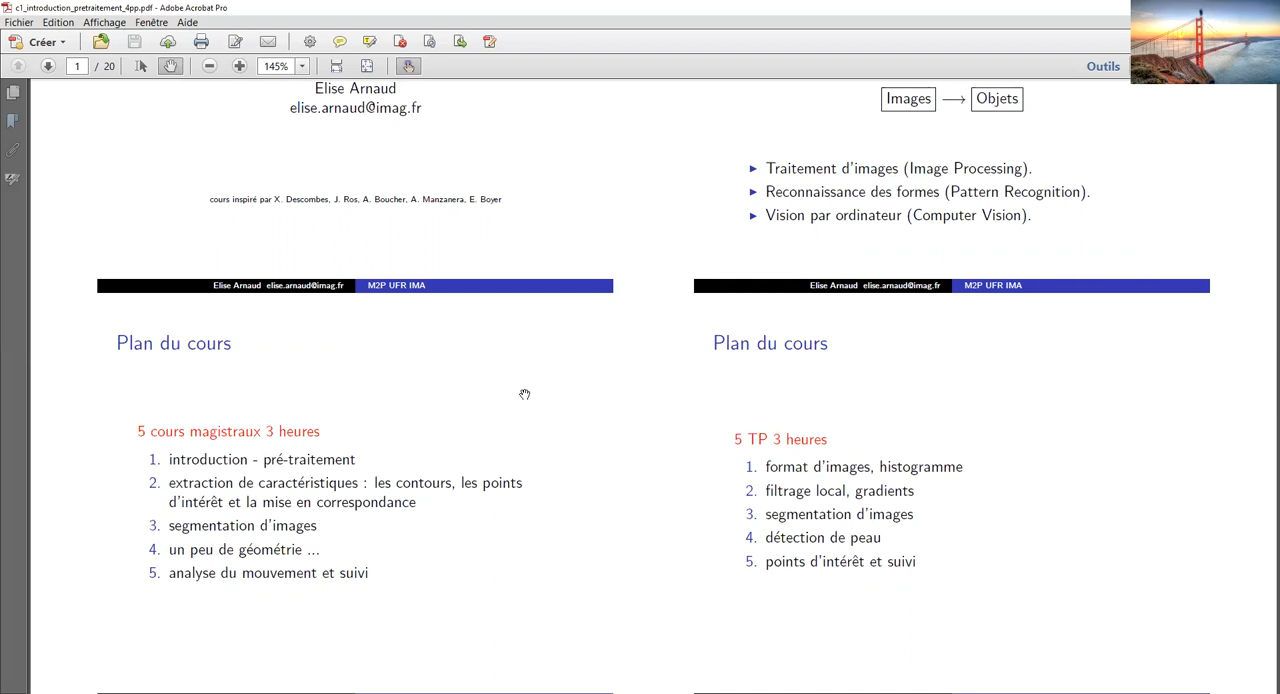 c1_introduction_pretraitement_4pp.pdf - Adobe Acrobat Pro
Fichier Edition Affichage Fenêtre Aide
Créer
1 / 20 145% Outils
Elise Arnaud
elise.arnaud@imag.fr
cours inspiré par X. Descombes, J. Ros, A. Boucher, A. Manzanera, E. Boyer
Elise Arnaud elise.arnaud@imag.fr M2P UFR IMA
Images → Objets
► Traitement d'images (Image Processing).
► Reconnaissance des formes (Pattern Recognition).
► Vision par ordinateur (Computer Vision).
Elise Arnaud elise.arnaud@imag.fr M2P UFR IMA
Plan du cours
5 cours magistraux 3 heures
1. introduction - pré-traitement
2. extraction de caractéristiques : les contours, les points
d'intérêt et la mise en correspondance
3. segmentation d'images
4. un peu de géométrie ...
5. analyse du mouvement et suivi
Plan du cours
5 TP 3 heures
1. format d'images, histogramme
2. filtrage local, gradients
3. segmentation d'images
4. détection de peau
5. points d'intérêt et suivi